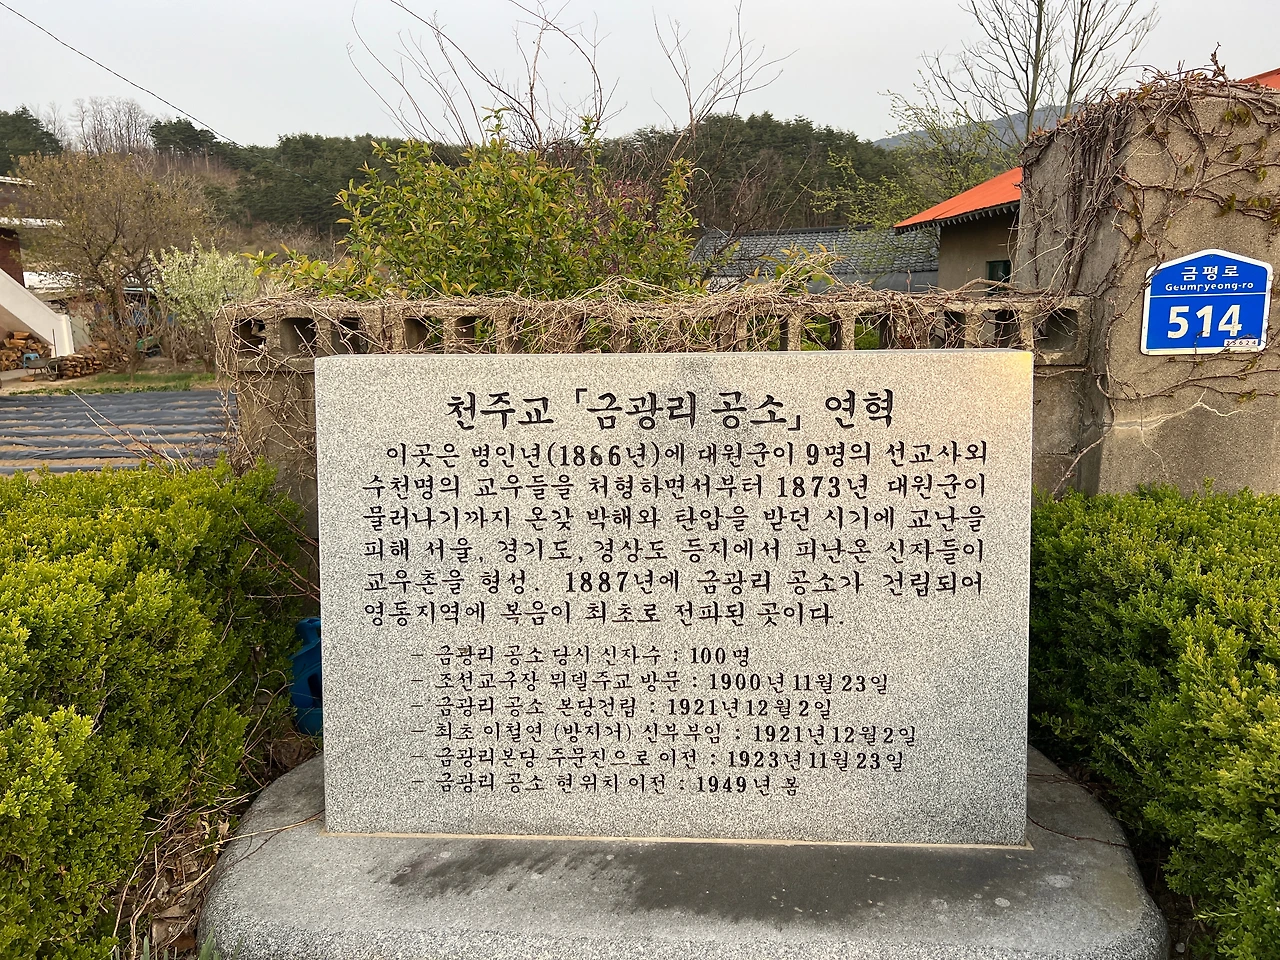 천주교 「금광리 공소」 연혁
이곳은 병인년(1866년)에 대원군이 9명의 선교사외
수천명의 교우들을 처형하면서부터 1873년 대원군이
물러나기까지 온갖 박해와 탄압을 받던 시기에 교난을
피해 서울, 경기도, 경상도 등지에서 피난온 신자들이
교우촌을 형성. 1887년에 금광리 공소가 건립되어
영동지역에 복음이 최초로 전파된 곳이다.
- 금광리 공소 당시 신자수 : 100명
- 조선교구장 뮈델주교 방문 : 1900년 11월 23일
- 금광리 공소 본당건립 : 1921년 12월 2일
- 최초 이철연 (방지거) 신부부임 : 1921년 12월 2일
- 금광리본당 주문진으로 이전 : 1923년 11월 23일
- 금광리 공소 현위치 이전 : 1949년 봄
금평로
Geumpyeong-ro
514
25624